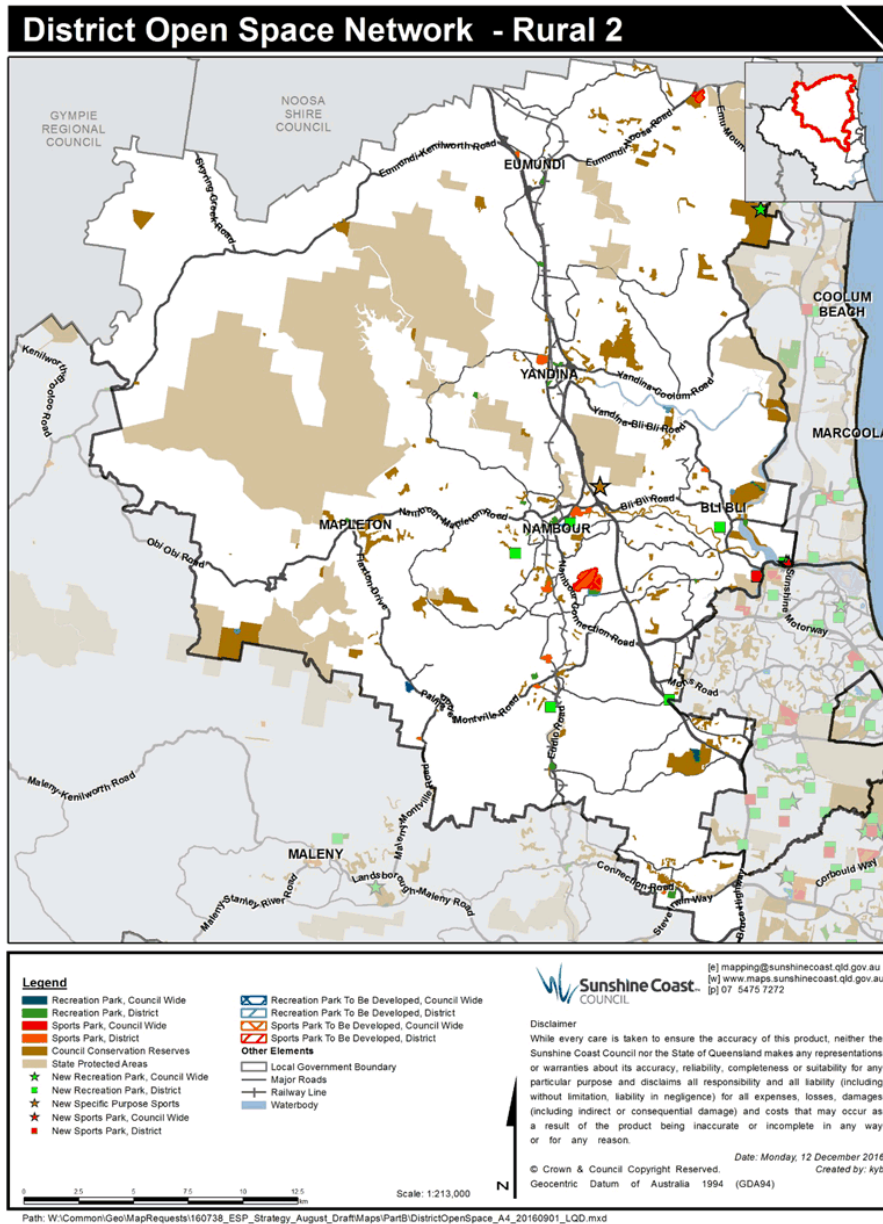 District Open Space Network - Rural 2
GYMPIE
REGIONAL
COUNCIL
NOOSA
SHIRE
COUNCIL
Skyring Creek Road
Eumundi-Kenilworth Road
EUMUNDI
Eumundi-Noosa Road
Emu Moun
COOLUM
BEACH
Kenilworth-Brooloo Road
YANDINA
Yandina-Coolum Road
Yandina-Bli Bli Road
MARCOOLA
MAPLETON
Nambour-Mapleton Road
NAMBOUR
Bli Bli Road
BLI BLI
Obi Obi Road
Flaxton Drive
Nambour Connection Road
Sunshine
Motorway
Road
Montville Road
Eudlo Road
Maleny-Kenilworth Road
Maleny-Montville Road
MALENY
Landsborough-Maleny Road
Maleny-Stanley River Road
Connection Road
Steve Irwin Way
Corbould Way
Legend
Recreation Park, Council Wide
Recreation Park, District
Sports Park, Council Wide
Sports Park, District
Council Conservation Reserves
State Protected Areas
New Recreation Park, Council Wide
New Recreation Park, District
New Specific Purpose Sports
New Sports Park, Council Wide
New Sports Park, District
Recreation Park To Be Developed, Council Wide
Recreation Park To Be Developed, District
Sports Park To Be Developed, Council Wide
Sports Park To Be Developed, District
Other Elements
Local Government Boundary
Major Roads
Railway Line
Waterbody
0 2.5 5 7.5 10 12.5
km
Scale: 1:213,000
N
Sunshine Coast
COUNCIL
[e] mapping@sunshinecoast.qld.gov.au
[w] www.maps.sunshinecoast.qld.gov.au
[p] 07 5475 7272
Disclaimer
While every care is taken to ensure the accuracy of this product, neither the
Sunshine Coast Council nor the State of Queensland makes any representations
or warranties about its accuracy, reliability, completeness or suitability for any
particular purpose and disclaims all responsibility and all liability (including
without limitation, liability in negligence) for all expenses, losses, damages
(including indirect or consequential damage) and costs that may occur as
a result of the product being inaccurate or incomplete in any way
or for any reason.
Date: Monday, 12 December 2016
© Crown & Council Copyright Reserved.
Created by: kyb
Geocentric Datum of Australia 1994 (GDA94)
Path: W:\Common\Geo\MapRequests\160738_ESP_Strategy_August_Draft\Maps\PartB\DistrictOpenSpace_A4_20160901_LQD.mxd